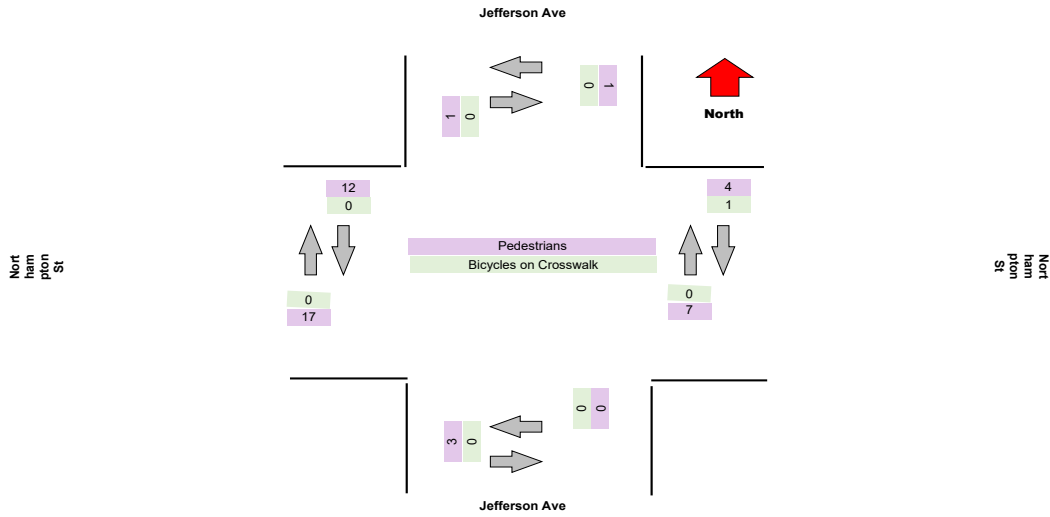 Jefferson Ave
0
1
1
0
North
12
0
4
1
Nort
ham
pton
St
Pedestrians
Bicycles on Crosswalk
Nort
ham
pton
St
0
17
0
7
0
0
3
0
Jefferson Ave